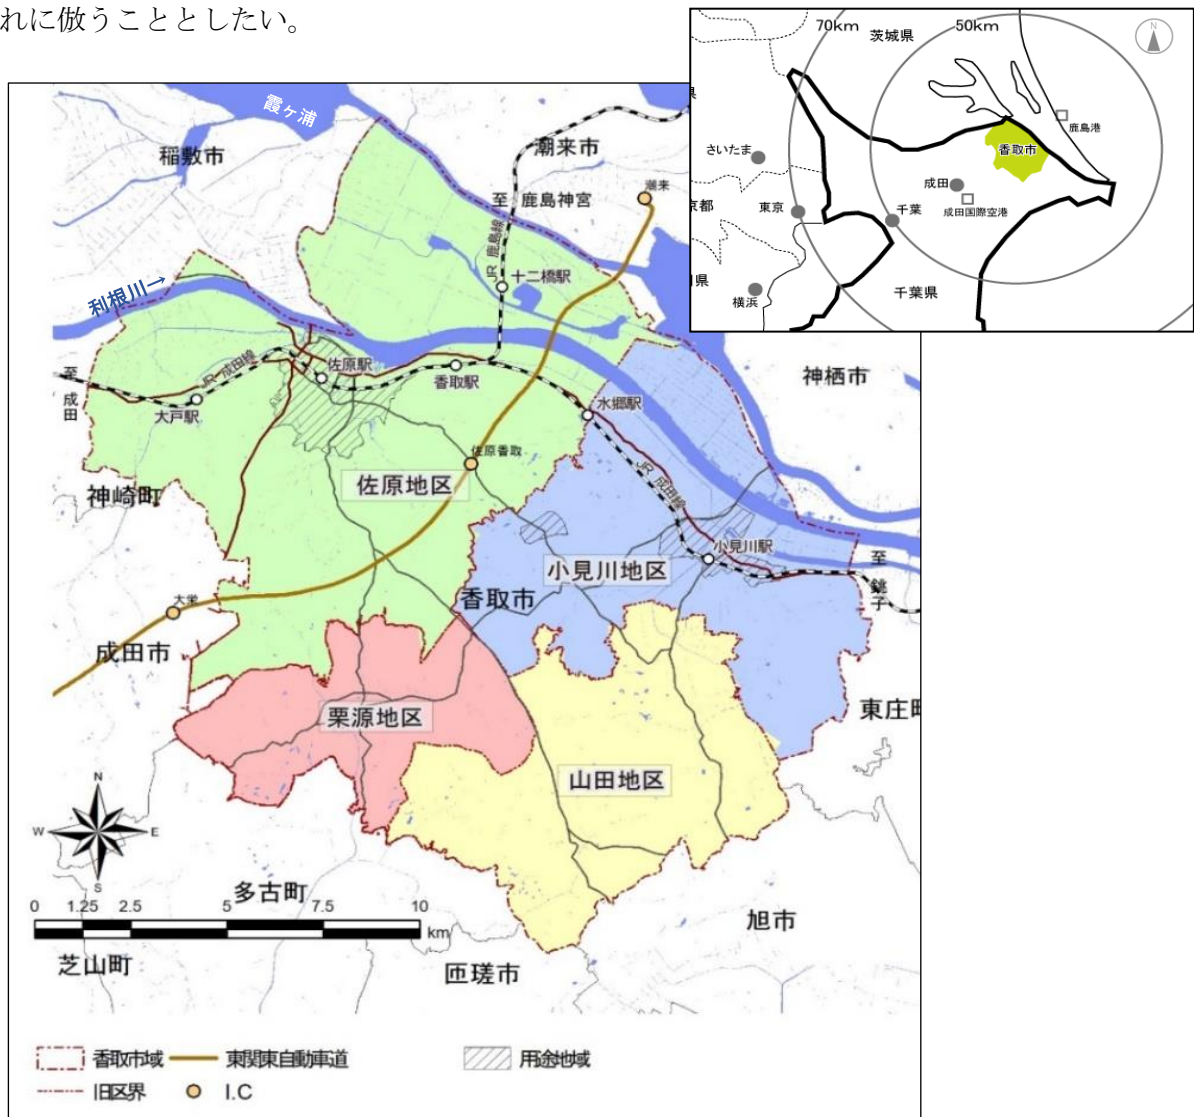 れに倣うこととしたい。
70km
50km
茨城県
N
鹿島港
香取市
さいたま
成田
成田国際空港
京都
東京
千葉
県
横浜
千葉県
霞ヶ浦
稲敷市
潮来市
潮来
至 鹿島神宮
JR 鹿島線
十二橋駅
利根川→
佐原駅
香取駅
JR 成田線
至 成田
大戸駅
水郷駅
神栖市
佐原香取
佐原地区
神崎町
JR 成田線
小見川駅
小見川地区
至 銚子
香取市
大栄
成田市
東庄町
栗源地区
山田地区
N
W
E
S
多古町
旭市
0 1.25 2.5 5 7.5 10
km
芝山町
匝瑳市
香取市域
東関東自動車道
用途地域
旧区界
I.C